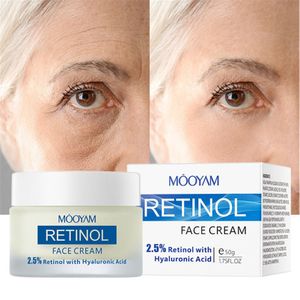 MOOYAM
RETINOL
FACE CREAM
2.5% Retinol with Hyaluronic Acid
MOOYAM
RETINOL
FACE CREAM
2.5% Retinol with
Hyaluronic Acid
50g
1.75FL.OZ